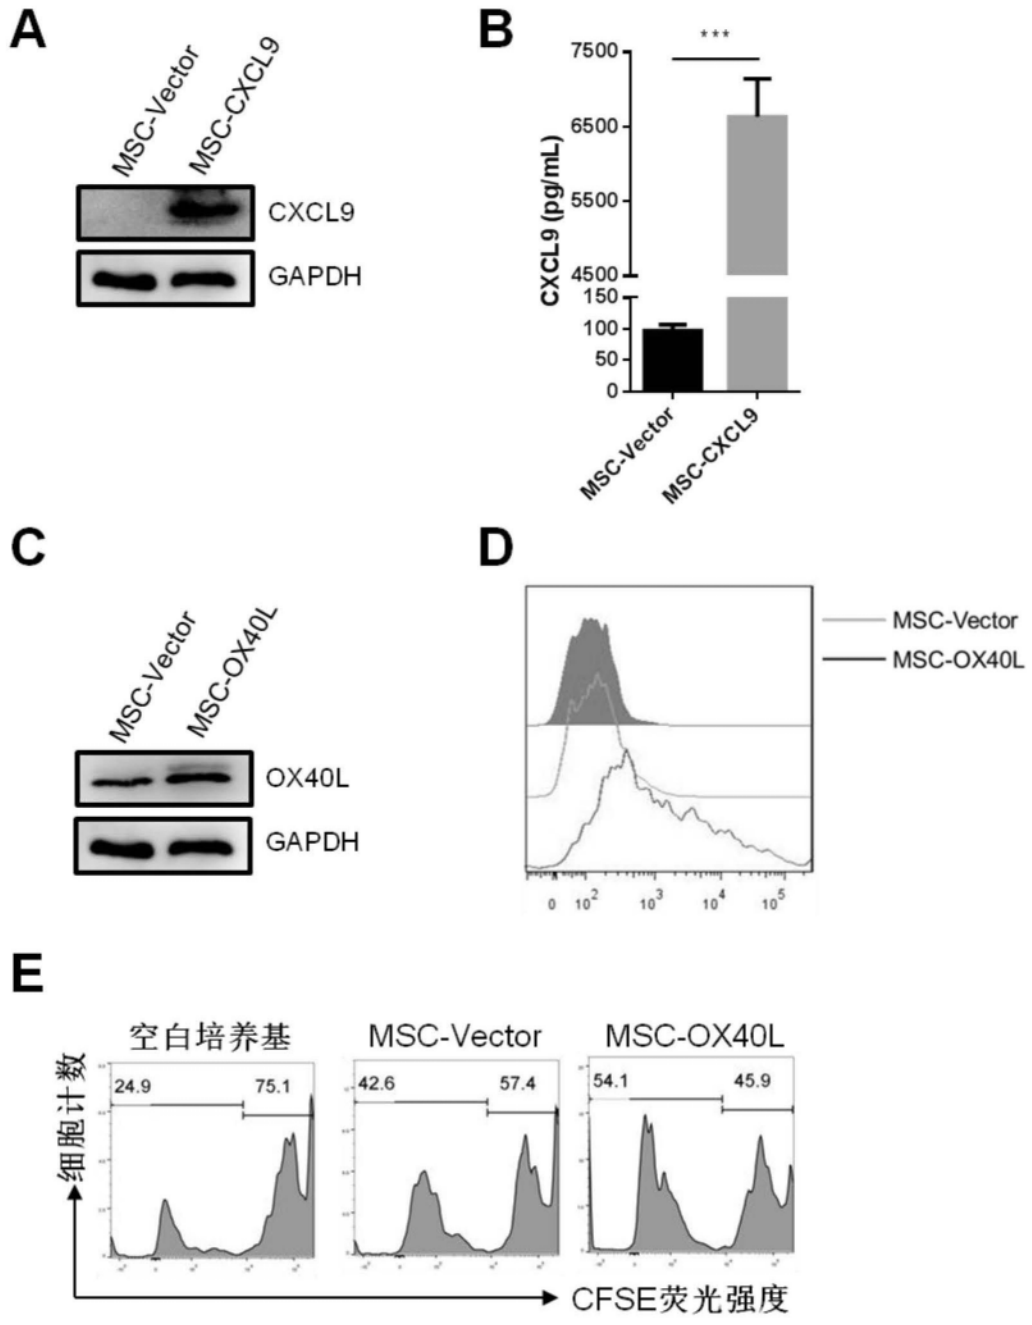 A
MSC-Vector
MSC-CXCL9
CXCL9
GAPDH
B
***
7500
6500
5500
4500
150
100
50
0
CXCL9 (pg/mL)
MSC-Vector
MSC-CXCL9
C
MSC-Vector
MSC-OX40L
OX40L
GAPDH
D
MSC-Vector
MSC-OX40L
0 10² 10³ 10⁴ 10⁵
E
空白培养基 MSC-Vector MSC-OX40L
24.9 75.1 42.6 57.4 54.1 45.9
细胞计数
CFSE荧光强度